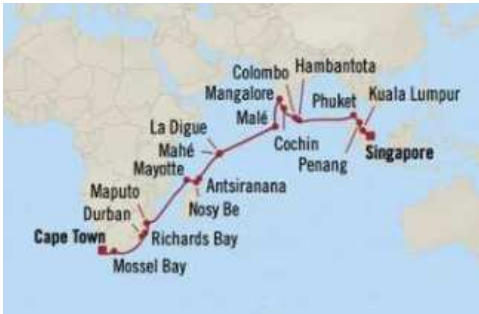 Colombo
Hambantota
Mangalore
Phuket
Kuala Lumpur
La Digue
Malé
Cochin
Mahé
Penang
Singapore
Mayotte
Antsiranana
Maputo
Nosy Be
Durban
Cape Town
Richards Bay
Mossel Bay